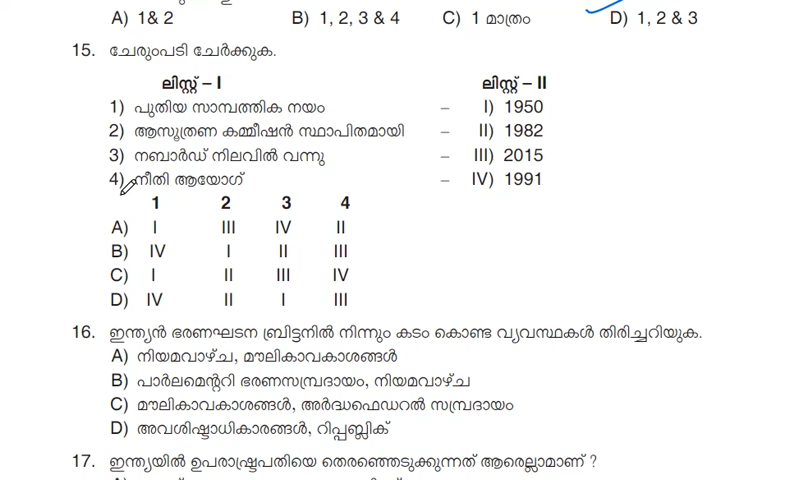 A) 1& 2 B) 1, 2, 3 & 4 C) 1 മാത്രം D) 1, 2 & 3
15. ചേരുംപടി ചേർക്കുക.
ലിസ്റ്റ് – I ലിസ്റ്റ് – II
1) പുതിയ സാമ്പത്തിക നയം – I) 1950
2) ആസൂത്രണ കമ്മീഷൻ സ്ഥാപിതമായി – II) 1982
3) നബാർഡ് നിലവിൽ വന്നു – III) 2015
4) നീതി ആയോഗ് – IV) 1991
1 2 3 4
A) I III IV II
B) IV I II III
C) I II III IV
D) IV II I III
16. ഇന്ത്യൻ ഭരണഘടന ബ്രിട്ടനിൽ നിന്നും കടം കൊണ്ട വ്യവസ്ഥകൾ തിരിച്ചറിയുക.
A) നിയമവാഴ്ച, മൗലികാവകാശങ്ങൾ
B) പാർലമെന്ററി ഭരണസമ്പ്രദായം, നിയമവാഴ്ച
C) മൗലികാവകാശങ്ങൾ, അർദ്ധഫെഡറൽ സമ്പ്രദായം
D) അവശിഷ്ടാധികാരങ്ങൾ, റിപ്പബ്ലിക്
17. ഇന്ത്യയിൽ ഉപരാഷ്ട്രപതിയെ തെരഞ്ഞെടുക്കുന്നത് ആരെല്ലാമാണ് ?